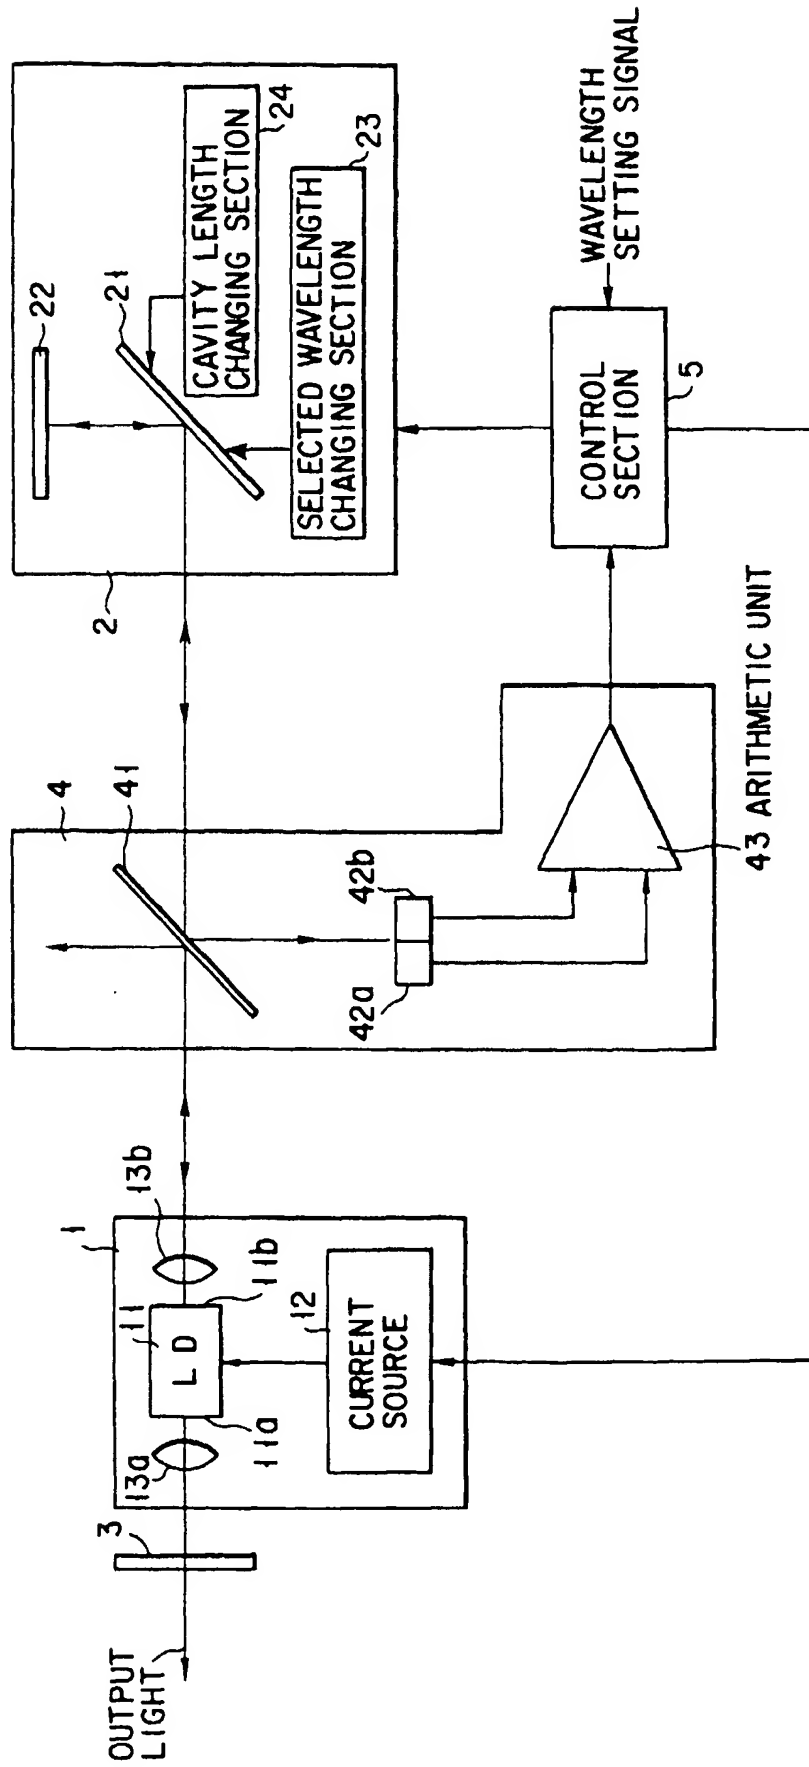 OUTPUT
LIGHT
3
13a
11a
11
L D
11b
13b
1
12
CURRENT
SOURCE
4
41
42a
42b
43 ARITHMETIC UNIT
2
22
21
CAVITY LENGTH
CHANGING SECTION
24
SELECTED WAVELENGTH
CHANGING SECTION
23
CONTROL
SECTION
5
WAVELENGTH
SETTING SIGNAL